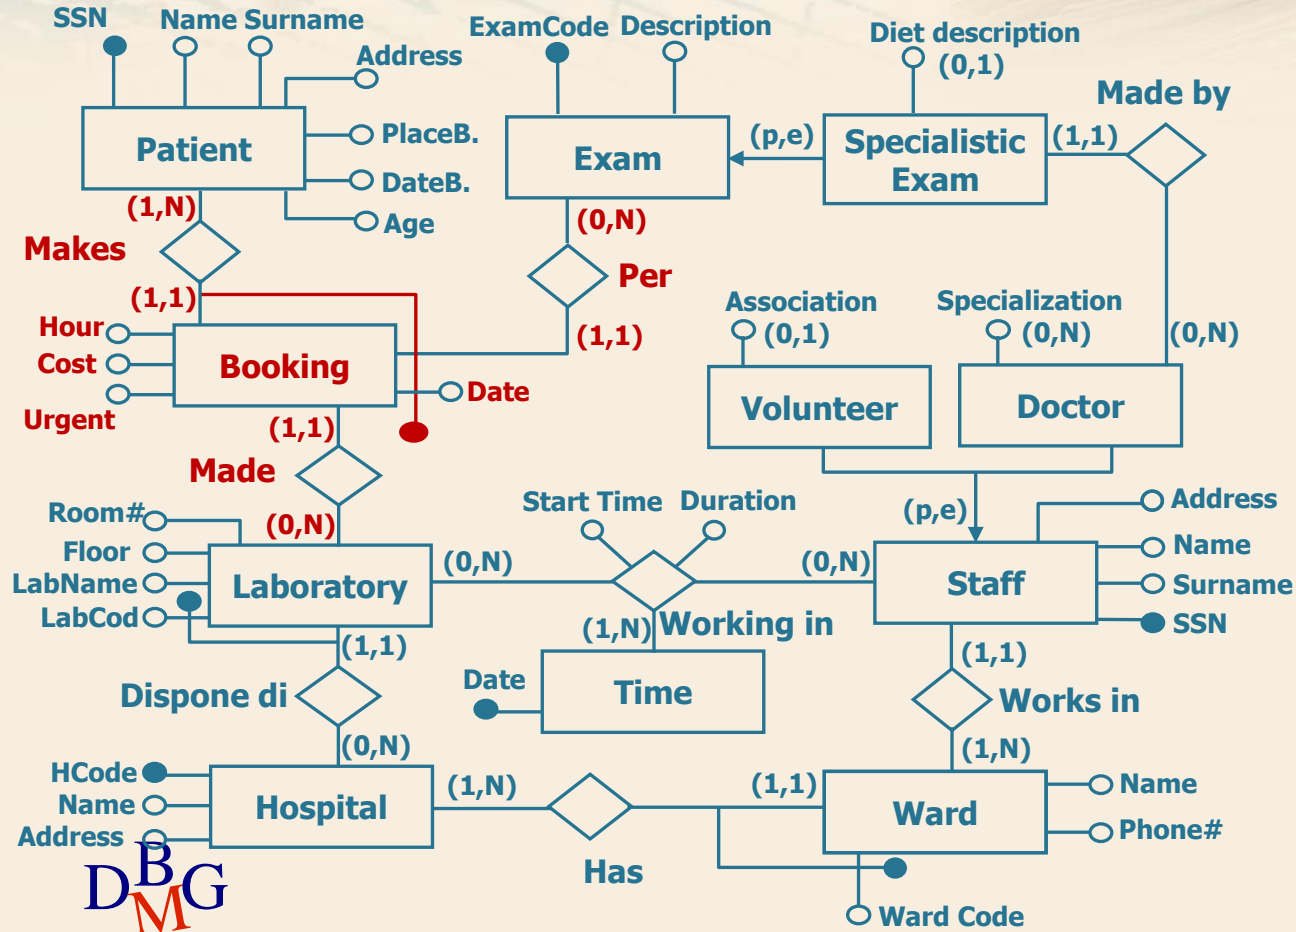 SSN
Name Surname
ExamCode Description
Diet description
(0,1)
Address
Made by
Patient
PlaceB.
DateB.
Age
Exam
(p,e)
Specialistic
Exam
(1,1)
(1,N)
Makes
(1,1)
(0,N)
Per
(1,1)
Hour
Cost
Urgent
Booking
Date
Association
(0,1)
Specialization
(0,N)
(0,N)
Volunteer
Doctor
(1,1)
Made
(0,N)
Room#
Floor
LabName
LabCod
Laboratory
(0,N)
Start Time Duration
(0,N)
Working in
(1,N)
(p,e)
Staff
Address
Name
Surname
SSN
(1,1)
Dispone di
(0,N)
Date
Time
(1,1)
Works in
(1,N)
HCode
Name
Address
Hospital
(1,N)
Has
(1,1)
Ward
Name
Phone#
Ward Code
DBMG